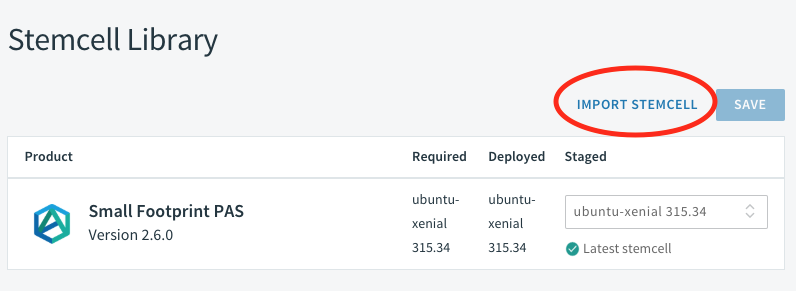 Stemcell Library
IMPORT STEMCELL SAVE
Product Required Deployed Staged
Small Footprint PAS
Version 2.6.0
ubuntu-
xenial
315.34
ubuntu-
xenial
315.34
ubuntu-xenial 315.34
Latest stemcell